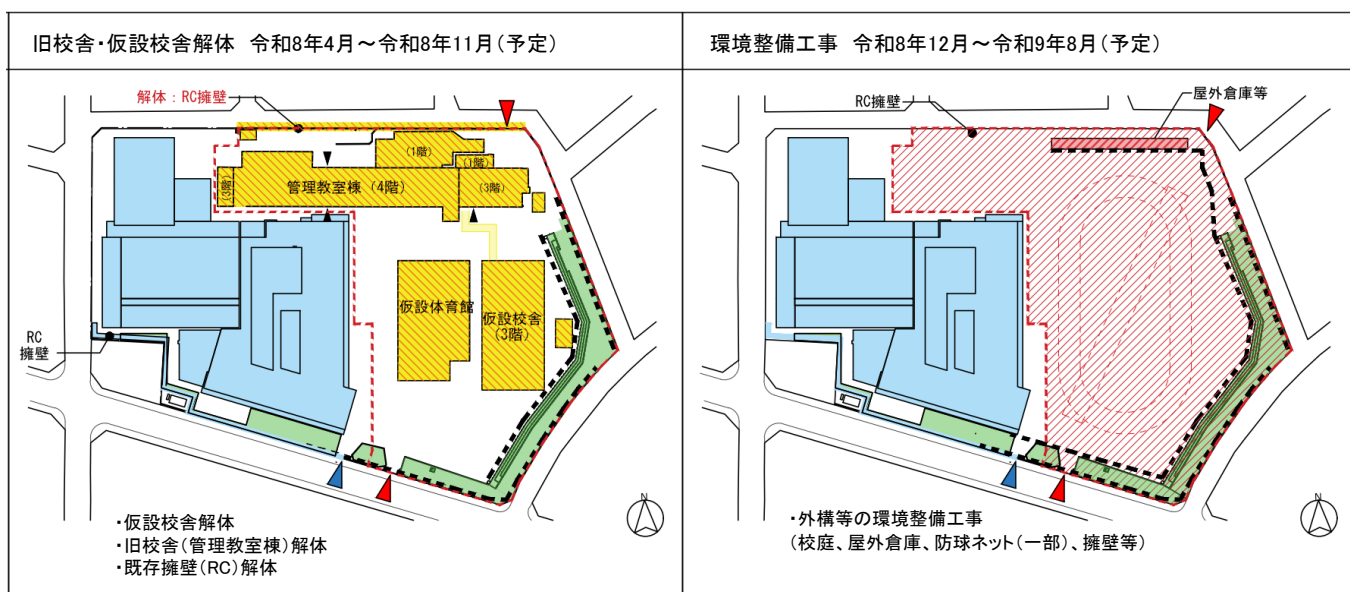 旧校舎・仮設校舎解体 令和8年4月～令和8年11月(予定)
解体：RC擁壁
(1階)
(1階)
(3階)
管理教室棟（4階）
(3階)
仮設体育館
仮設校舎
(3階)
RC
擁壁
N
・仮設校舎解体
・旧校舎(管理教室棟)解体
・既存擁壁(RC)解体
環境整備工事 令和8年12月～令和9年8月(予定)
RC擁壁
屋外倉庫等
N
・外構等の環境整備工事
(校庭、屋外倉庫、防球ネット(一部)、擁壁等)